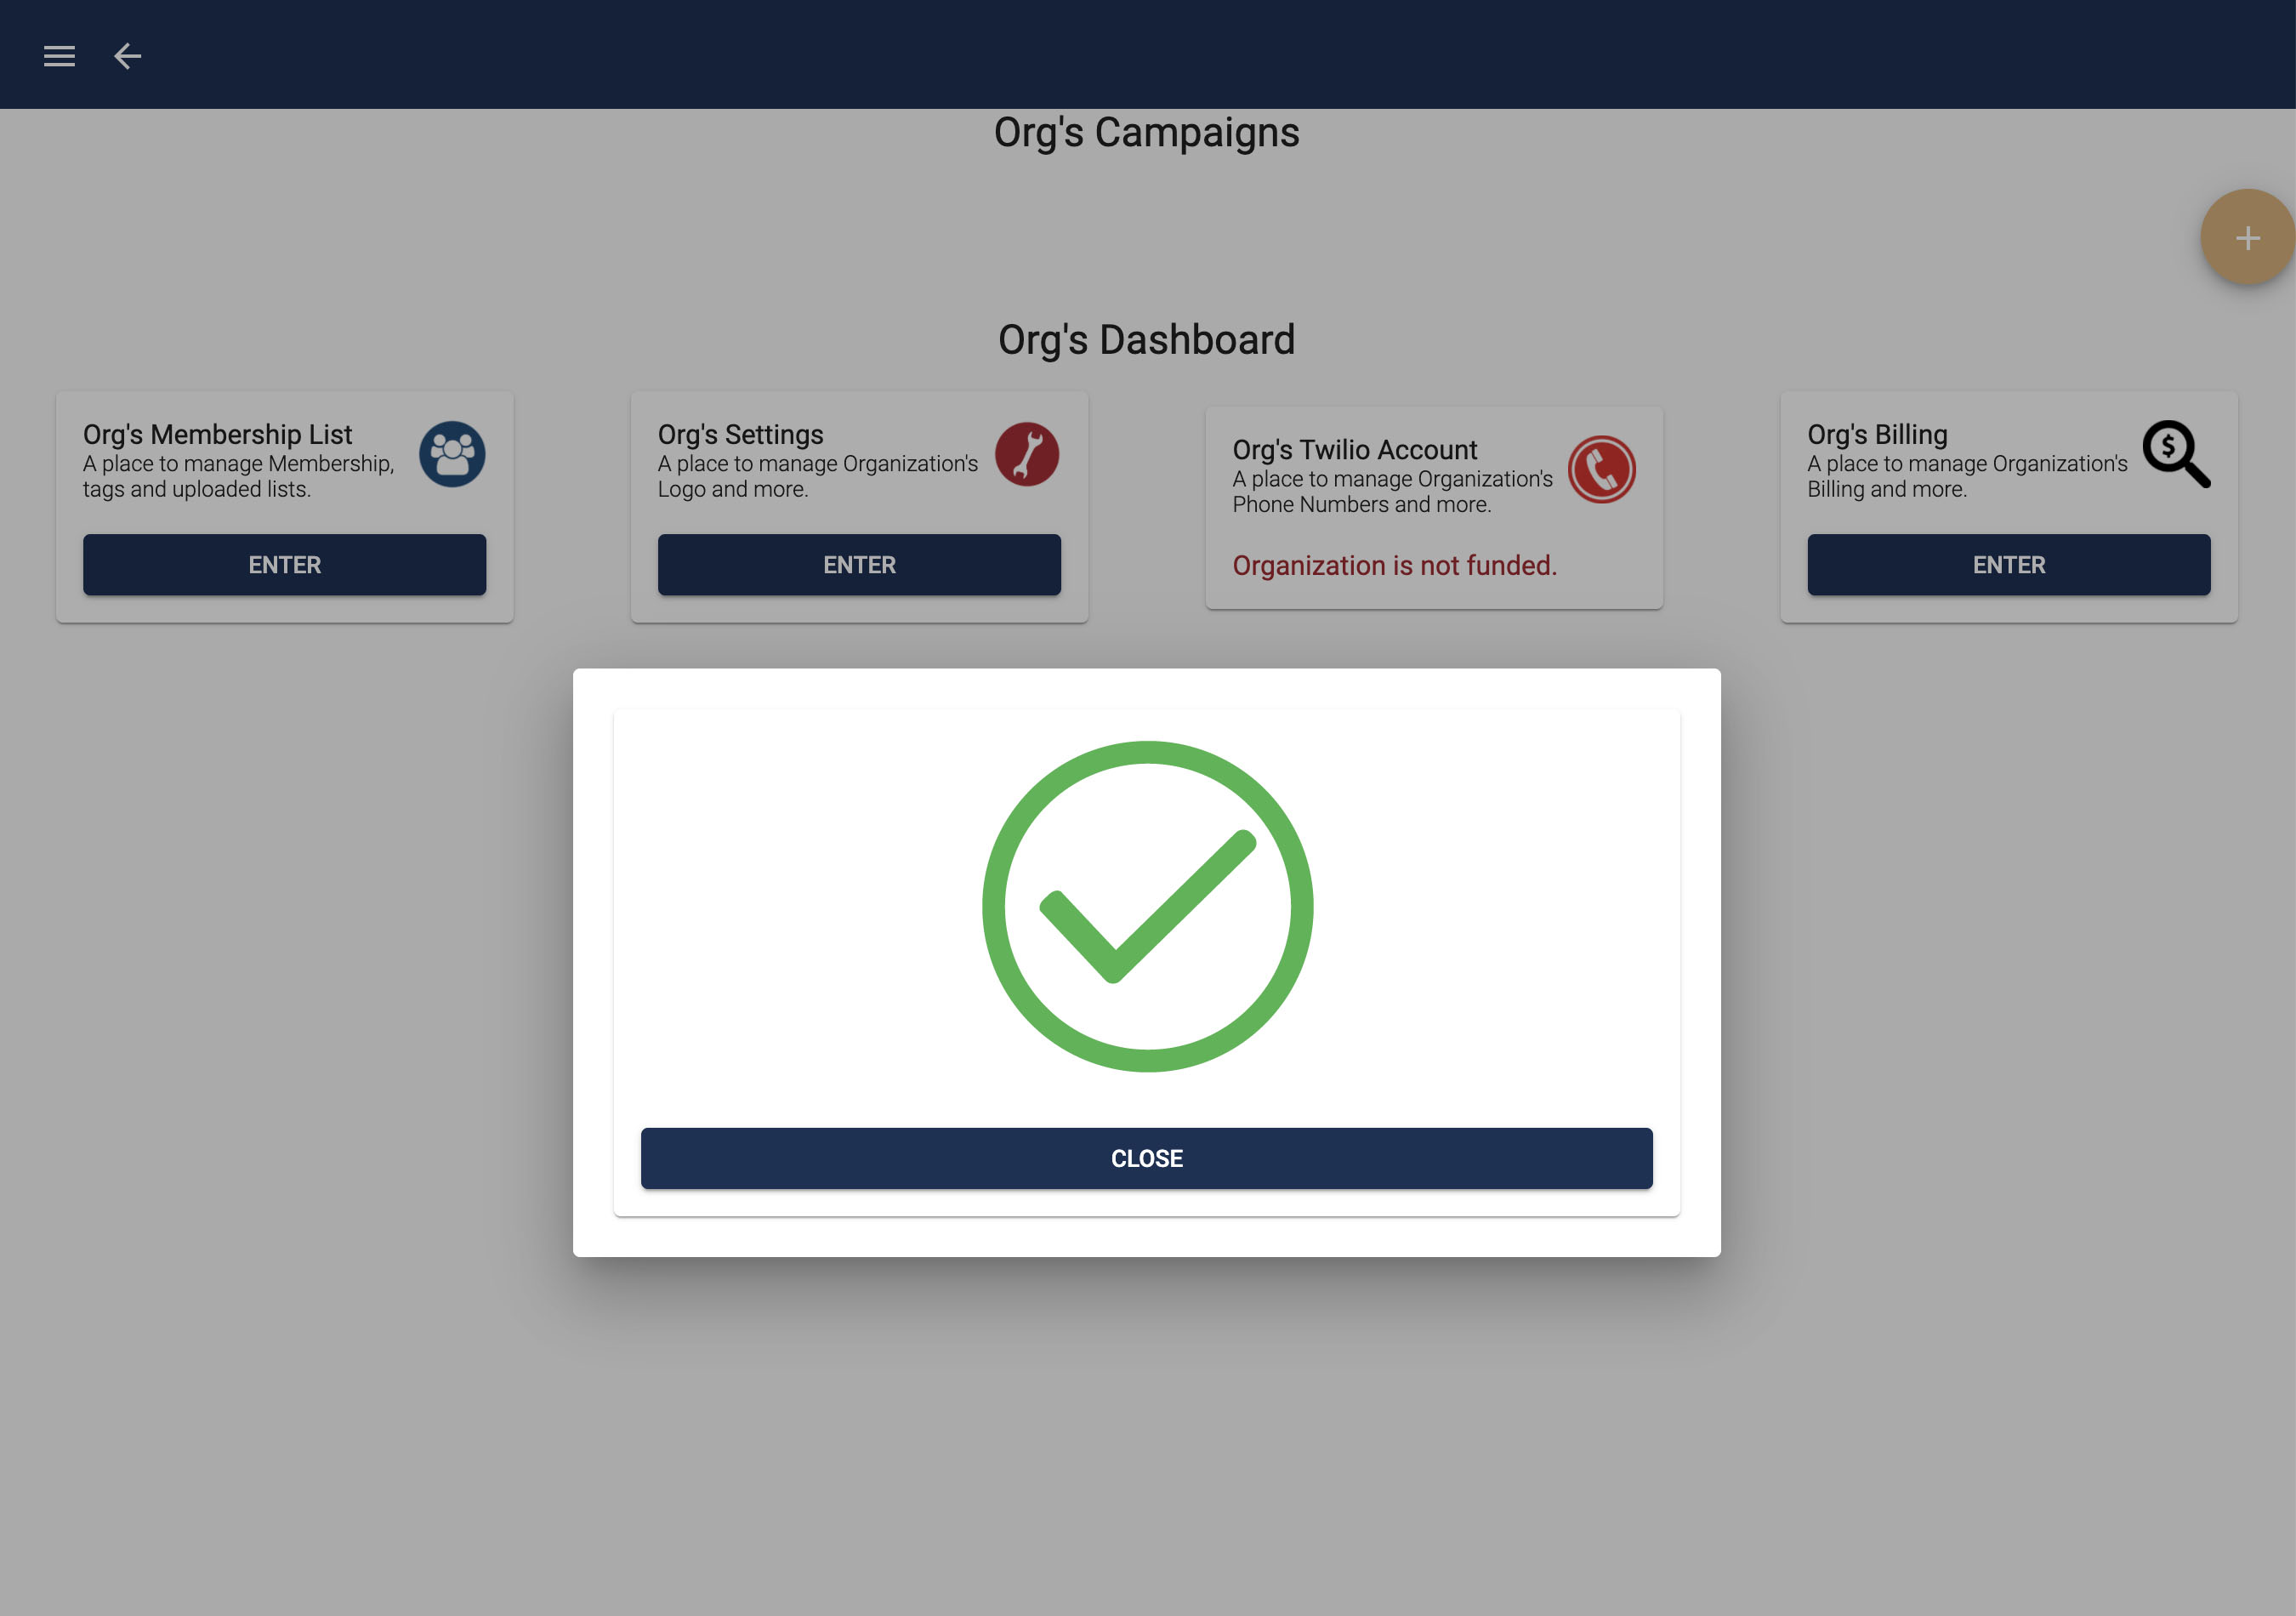 Org's Campaigns
+
Org's Dashboard
Org's Membership List
A place to manage Membership,
tags and uploaded lists.
ENTER
Org's Settings
A place to manage Organization's
Logo and more.
ENTER
Org's Twilio Account
A place to manage Organization's
Phone Numbers and more.
Organization is not funded.
Org's Billing
A place to manage Organization's
Billing and more.
$
ENTER
CLOSE